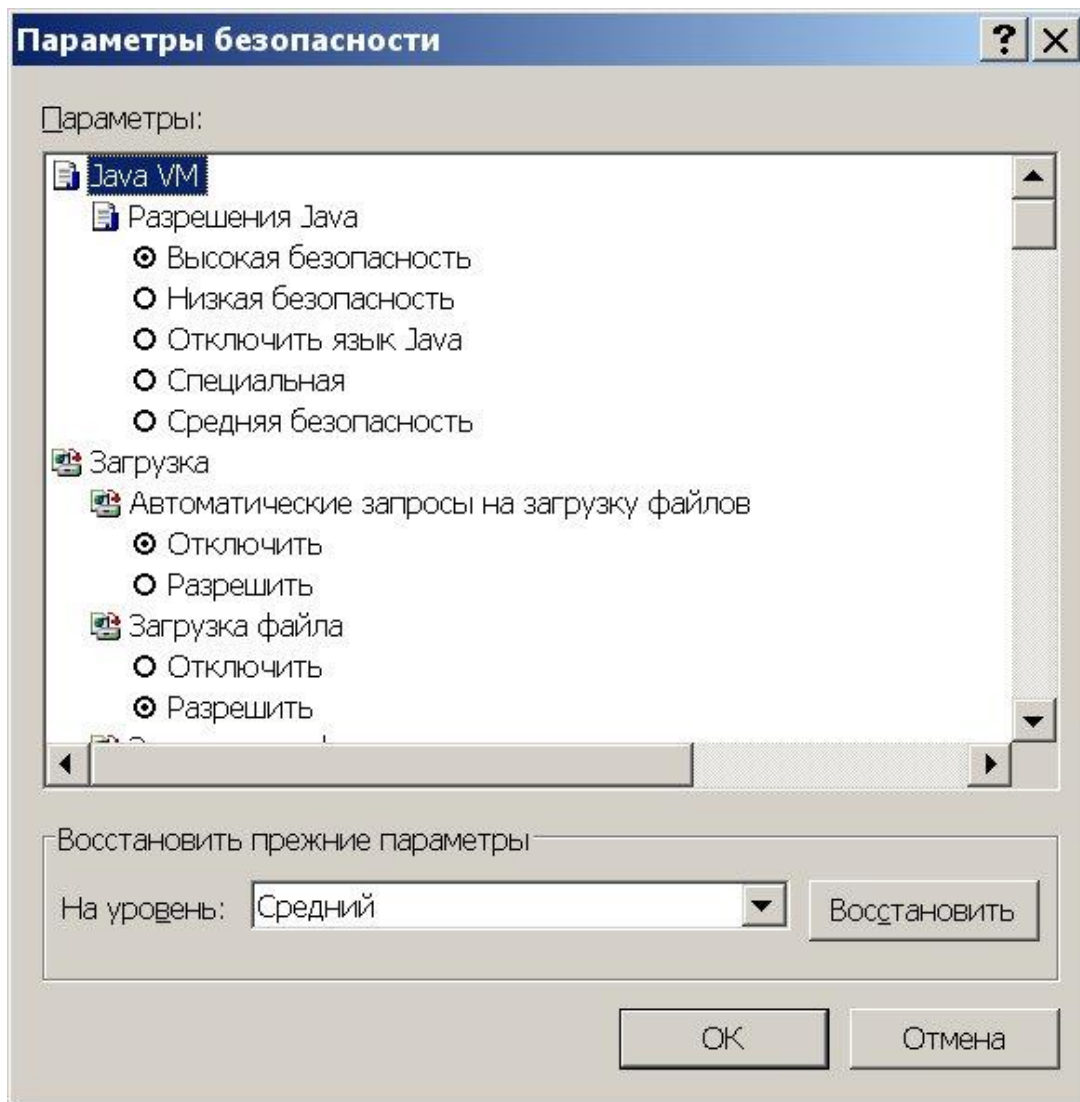 Параметры безопасности
Параметры:
Java VM
Разрешения Java
Высокая безопасность
Низкая безопасность
Отключить язык Java
Специальная
Средняя безопасность
Загрузка
Автоматические запросы на загрузку файлов
Отключить
Разрешить
Загрузка файла
Отключить
Разрешить
Восстановить прежние параметры
На уровень: Средний Восстановить
OK Отмена